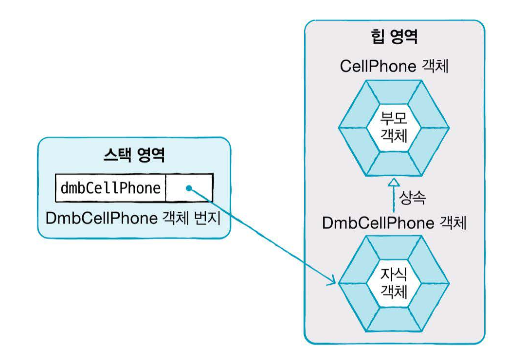 힙 영역
CellPhone 객체
부모
객체
스택 영역
dmbCellPhone
DmbCellPhone 객체 번지
상속
DmbCellPhone 객체
자식
객체